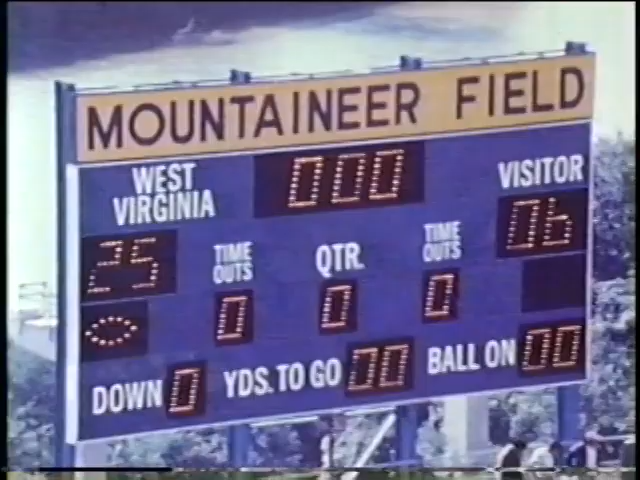 MOUNTAINEER FIELD
WEST VIRGINIA 000 VISITOR
25 TIME OUTS QTR. TIME OUTS 06
0 0 0
DOWN 0 YDS. TO GO 00 BALL ON 00